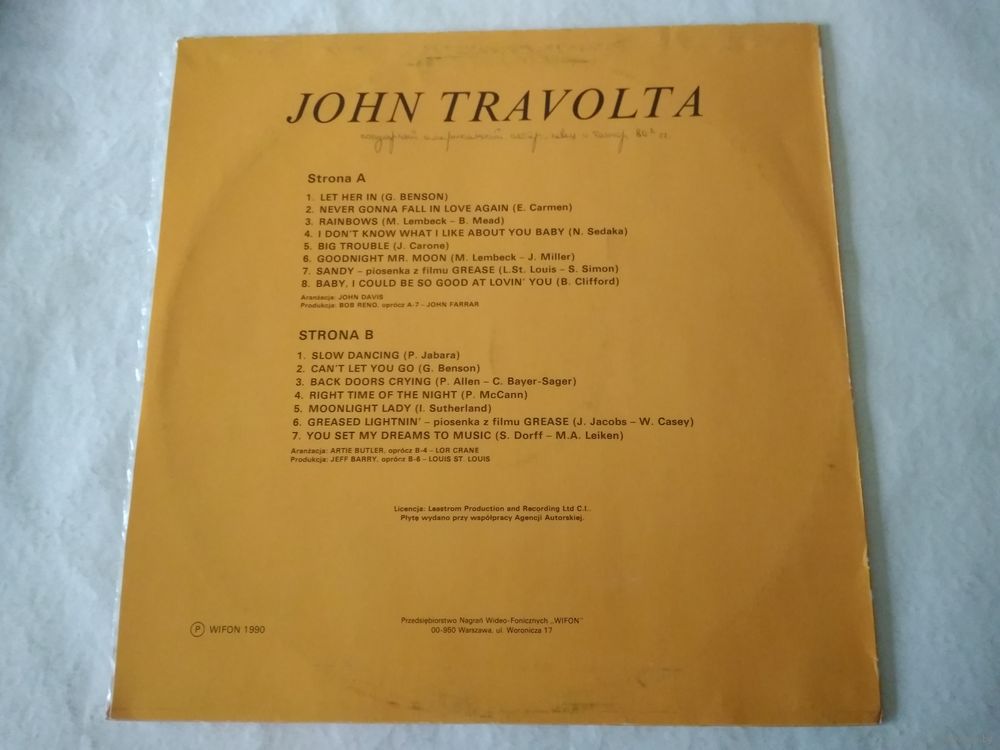 JOHN TRAVOLTA
80х гг.
Strona A
1. LET HER IN (G. BENSON)
2. NEVER GONNA FALL IN LOVE AGAIN (E. Carmen)
3. RAINBOWS (M. Lembeck – B. Mead)
4. I DON'T KNOW WHAT I LIKE ABOUT YOU BABY (N. Sedaka)
5. BIG TROUBLE (J. Carone)
6. GOODNIGHT MR. MOON (M. Lembeck – J. Miller)
7. SANDY – piosenka z filmu GREASE (L.St. Louis – S. Simon)
8. BABY, I COULD BE SO GOOD AT LOVIN' YOU (B. Clifford)
Aranżacja: JOHN DAVIS
Produkcja: BOB RENO, oprócz A-7 – JOHN FARRAR
STRONA B
1. SLOW DANCING (P. Jabara)
2. CAN'T LET YOU GO (G. Benson)
3. BACK DOORS CRYING (P. Allen – C. Bayer-Sager)
4. RIGHT TIME OF THE NIGHT (P. McCann)
5. MOONLIGHT LADY (I. Sutherland)
6. GREASED LIGHTNIN' – piosenka z filmu GREASE (J. Jacobs – W. Casey)
7. YOU SET MY DREAMS TO MUSIC (S. Dorff – M.A. Leiken)
Aranżacja: ARTIE BUTLER, oprócz B-4 – LOR CRANE
Produkcja: JEFF BARRY, oprócz B-6 – LOUIS ST. LOUIS
Licencja: Laastrom Production and Recording Ltd C.I..
Płytę wydano przy współpracy Agencji Autorskiej.
Ⓟ WIFON 1990
Przedsiębiorstwo Nagrań Wideo-Fonicznych „WIFON"
00-950 Warszawa, ul. Woronicza 17